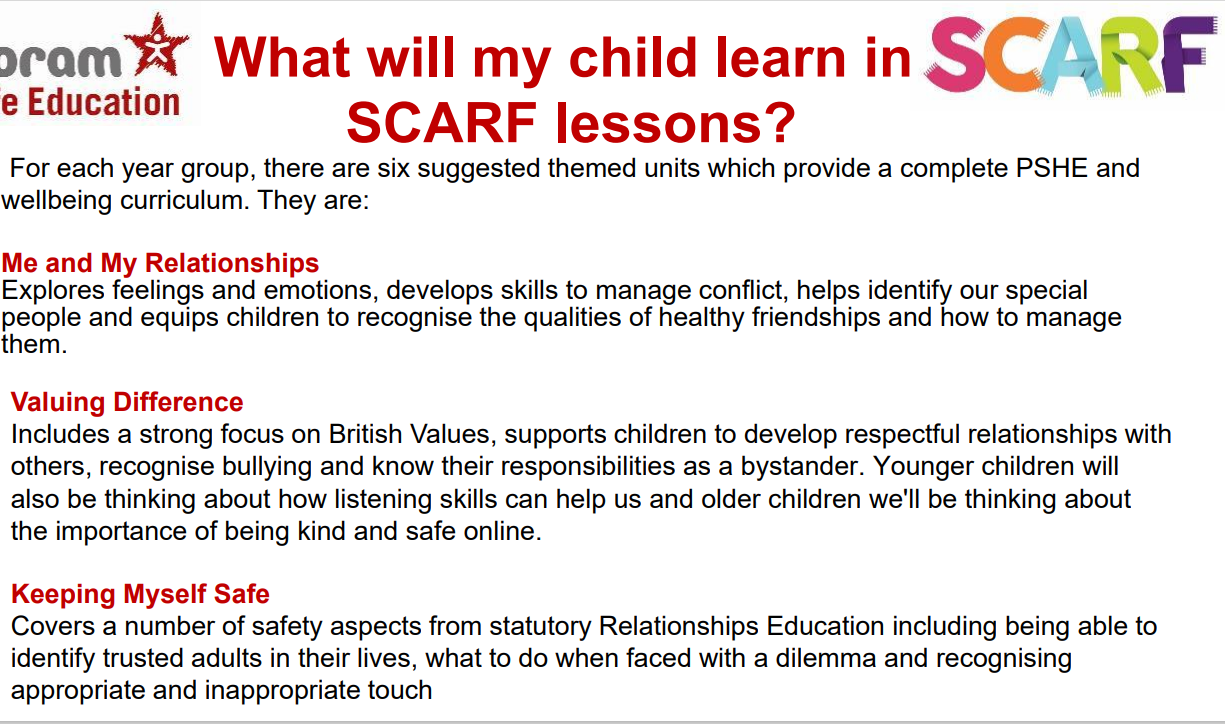 oram
fe Education
What will my child learn in
SCARF lessons?
SCARF
For each year group, there are six suggested themed units which provide a complete PSHE and
wellbeing curriculum. They are:
Me and My Relationships
Explores feelings and emotions, develops skills to manage conflict, helps identify our special
people and equips children to recognise the qualities of healthy friendships and how to manage
them.
Valuing Difference
Includes a strong focus on British Values, supports children to develop respectful relationships with
others, recognise bullying and know their responsibilities as a bystander. Younger children will
also be thinking about how listening skills can help us and older children we'll be thinking about
the importance of being kind and safe online.
Keeping Myself Safe
Covers a number of safety aspects from statutory Relationships Education including being able to
identify trusted adults in their lives, what to do when faced with a dilemma and recognising
appropriate and inappropriate touch